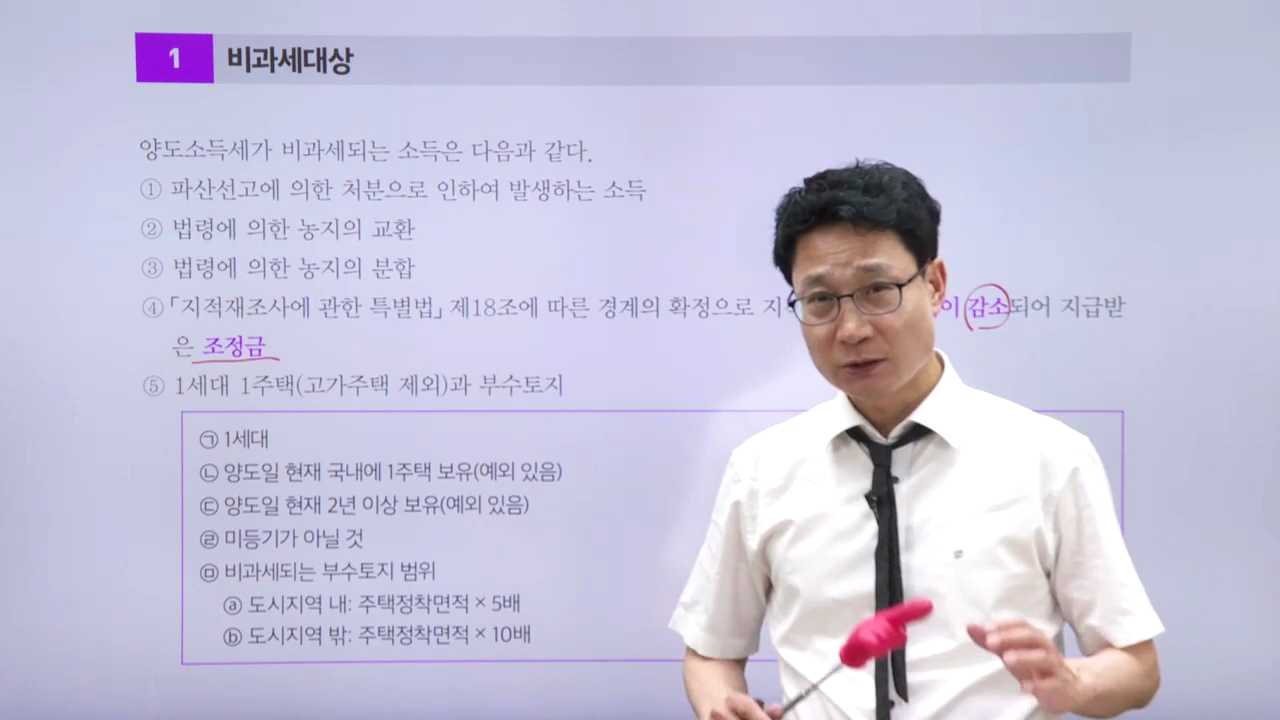 1 비과세대상
양도소득세가 비과세되는 소득은 다음과 같다.
① 파산선고에 의한 처분으로 인하여 발생하는 소득
② 법령에 의한 농지의 교환
③ 법령에 의한 농지의 분합
④ 「지적재조사에 관한 특별법」 제18조에 따른 경계의 확정으로 이 감소되어 지급받
은 조정금
⑤ 1세대 1주택(고가주택 제외)과 부수토지
㉠ 1세대
㉡ 양도일 현재 국내에 1주택 보유(예외 있음)
㉢ 양도일 현재 2년 이상 보유(예외 있음)
㉣ 미등기가 아닐 것
㉤ 비과세되는 부수토지 범위
ⓐ 도시지역 내: 주택정착면적 × 5배
ⓑ 도시지역 밖: 주택정착면적 × 10배